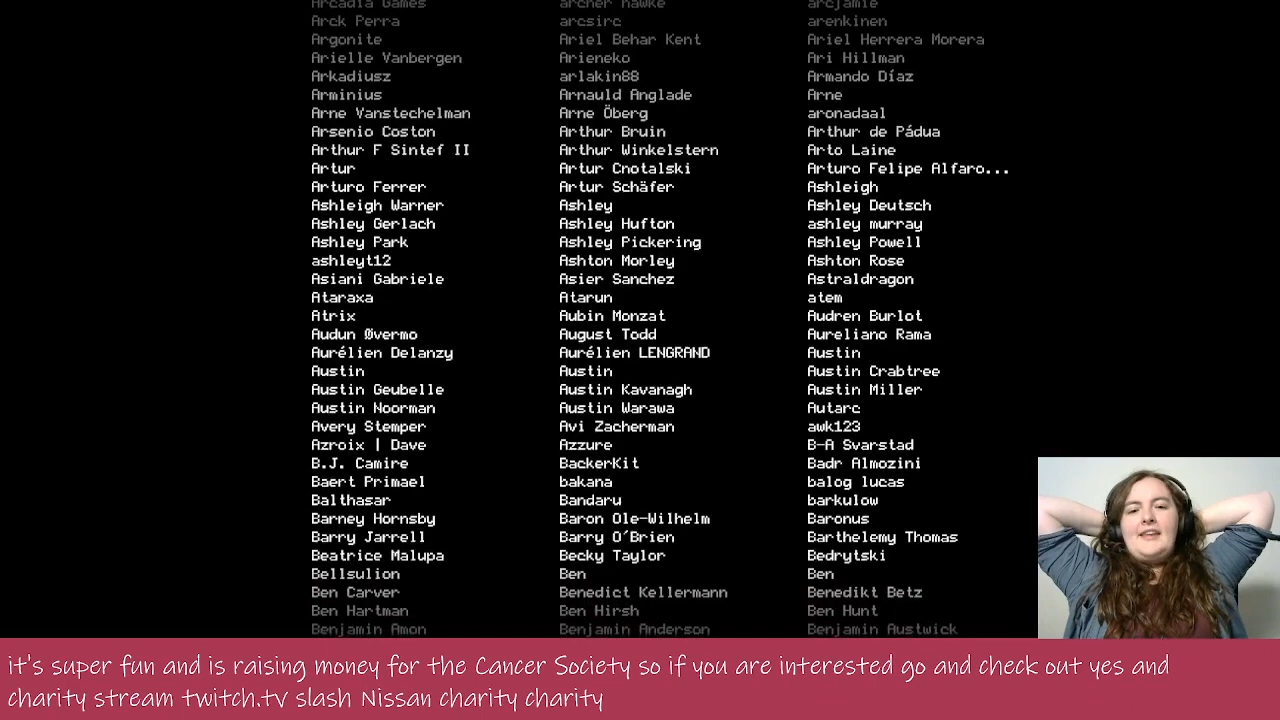 Arcadia Games archer hawke arcjamie
Arck Perra arcsirc arenkinen
Argonite Ariel Behar Kent Ariel Herrera Morera
Arielle Vanbergen Arieneko Ari Hillman
Arkadiusz arlakin88 Armando Díaz
Arminius Arnauld Anglade Arne
Arne Vanstechelman Arne Öberg aronadaal
Arsenio Coston Arthur Bruin Arthur de Pádua
Arthur F Sintef II Arthur Winkelstern Arto Laine
Artur Artur Cnotalski Arturo Felipe Alfaro...
Arturo Ferrer Artur Schäfer Ashleigh
Ashleigh Warner Ashley Ashley Deutsch
Ashley Gerlach Ashley Hufton ashley murray
Ashley Park Ashley Pickering Ashley Powell
ashleyt12 Ashton Morley Ashton Rose
Asiani Gabriele Asier Sanchez Astraldragon
Ataraxa Atarun atem
Atrix Aubin Monzat Audren Burlot
Audun Øvermo August Todd Aureliano Rama
Aurélien Delanzy Aurélien LENGRAND Austin
Austin Austin Austin Crabtree
Austin Geubelle Austin Kavanagh Austin Miller
Austin Noorman Austin Warawa Autarc
Avery Stemper Avi Zacherman awk123
Azroix | Dave Azzure B-A Svarstad
B.J. Camire BackerKit Badr Almozini
Baert Primael bakana balog lucas
Balthasar Bandaru barkulow
Barney Hornsby Baron Ole-Wilhelm Baronus
Barry Jarrell Barry O'Brien Barthelemy Thomas
Beatrice Malupa Becky Taylor Bedrytski
Bellsulion Ben Ben
Ben Carver Benedict Kellermann Benedikt Betz
Ben Hartman Ben Hirsh Ben Hunt
Benjamin Amon Benjamin Anderson Benjamin Austwick
it's super fun and is raising money for the Cancer Society so if you are interested go and check out yes and
charity stream twitch.tv slash Nissan charity charity